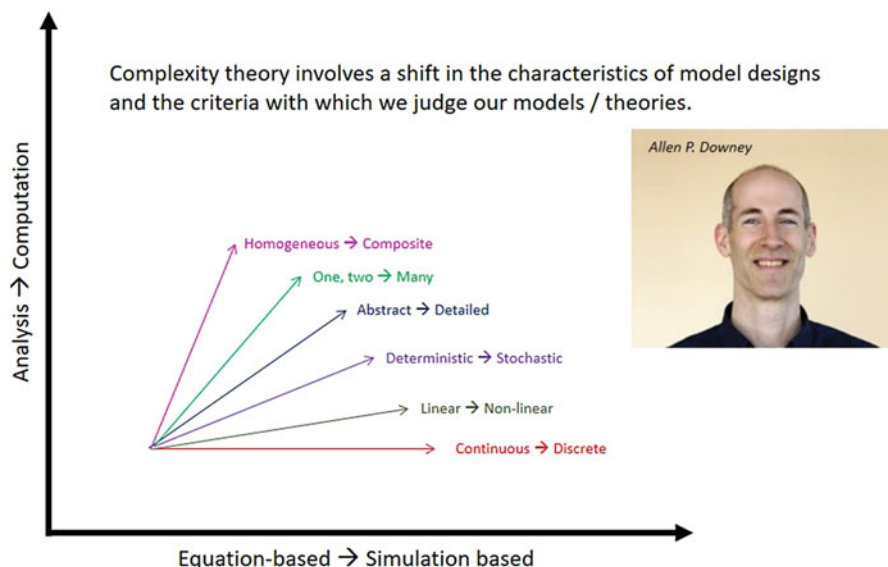 Complexity theory involves a shift in the characteristics of model designs
and the criteria with which we judge our models / theories.
Allen P. Downey
Analysis → Computation
Homogeneous → Composite
One, two → Many
Abstract → Detailed
Deterministic → Stochastic
Linear → Non-linear
Continuous → Discrete
Equation-based → Simulation based